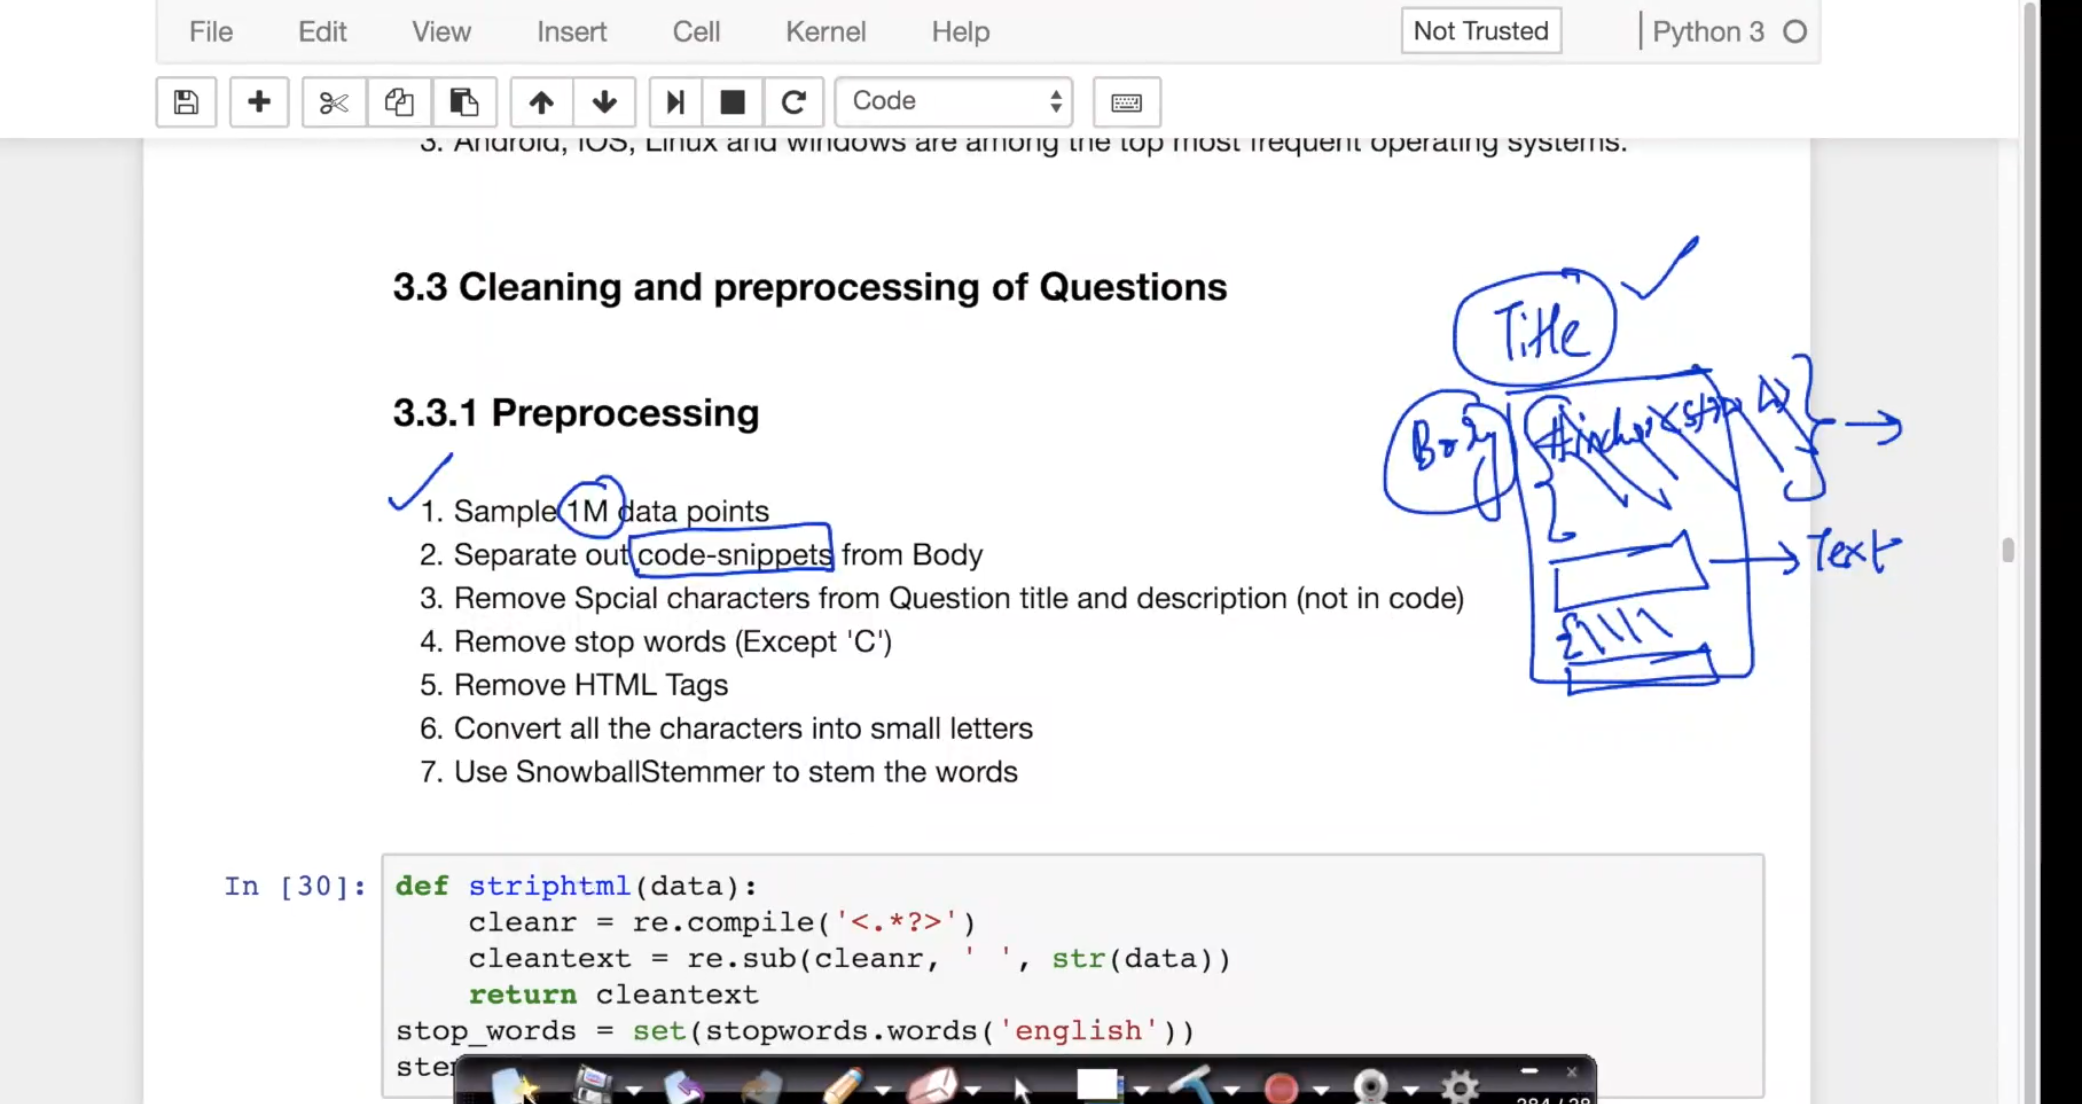 File Edit View Insert Cell Kernel Help Not Trusted Python 3
Code
3. Android, IOS, Linux and windows are among the top most frequent operating systems.
3.3 Cleaning and preprocessing of Questions
Title
3.3.1 Preprocessing
Body
1. Sample 1M data points
2. Separate out code-snippets from Body
Text
3. Remove Spcial characters from Question title and description (not in code)
4. Remove stop words (Except 'C')
5. Remove HTML Tags
6. Convert all the characters into small letters
7. Use SnowballStemmer to stem the words
In [30]: def striphtml(data):
cleanr = re.compile('<.*?>')
cleantext = re.sub(cleanr, ' ', str(data))
return cleantext
stop_words = set(stopwords.words('english'))